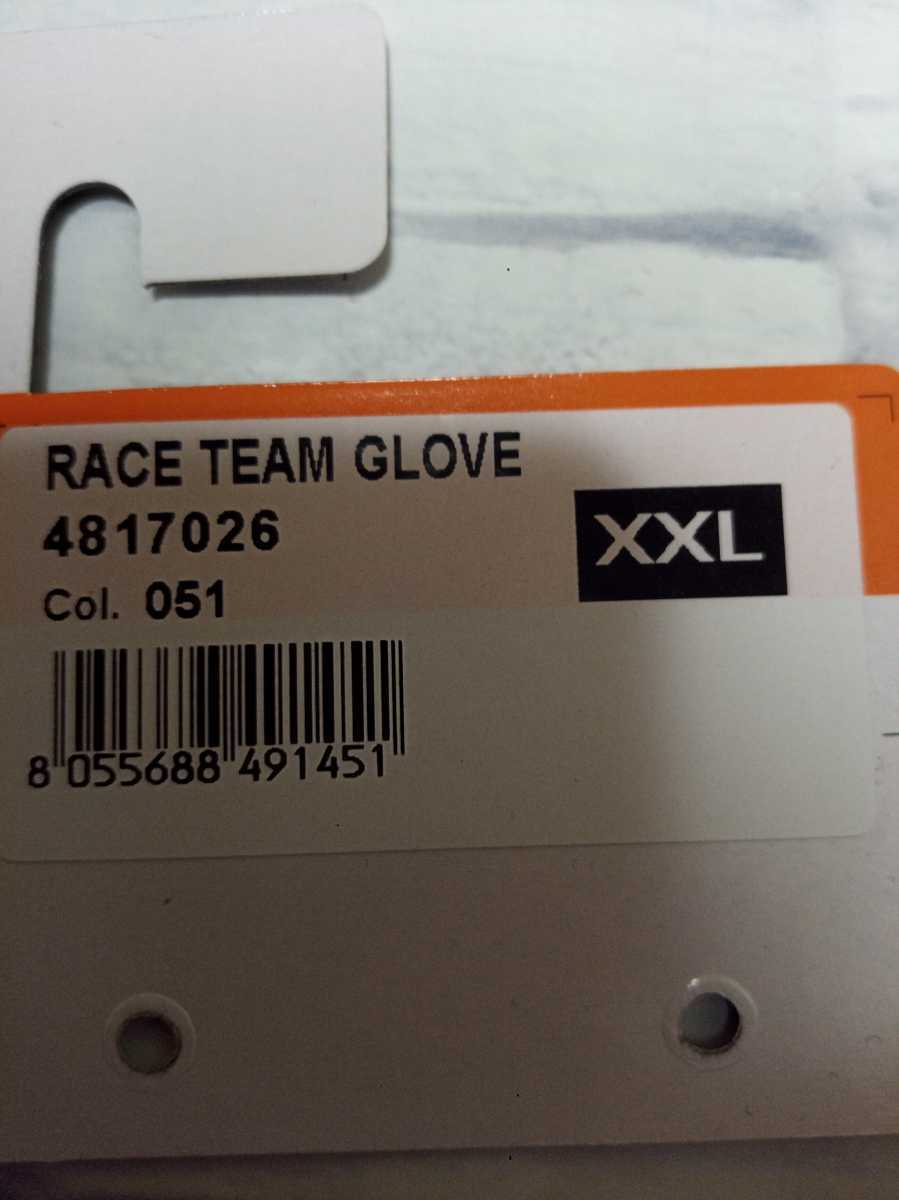 RACE TEAM GLOVE
4817026
XXL
Col. 051
8 055688 491451